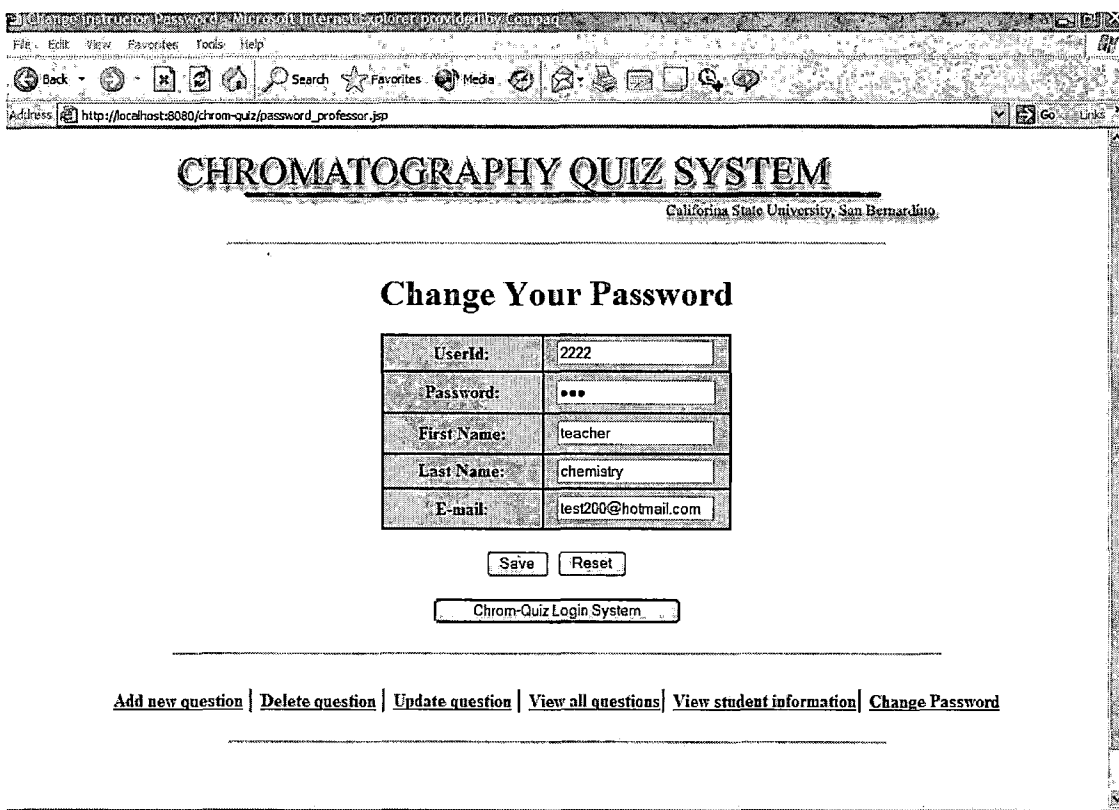 Change Instructor Password - Microsoft Internet Explorer provided by Compaq
File Edit View Favorites Tools Help
Back Search Favorites Media
Address http://localhost:8080/chrom-quiz/password_professor.jsp Go Links
CHROMATOGRAPHY QUIZ SYSTEM
Califorina State University, San Bernardino
Change Your Password
UserId: 2222
Password: •••
First Name: teacher
Last Name: chemistry
E-mail: test200@hotmail.com
Save Reset
Chrom-Quiz Login System
Add new question | Delete question | Update question | View all questions | View student information | Change Password